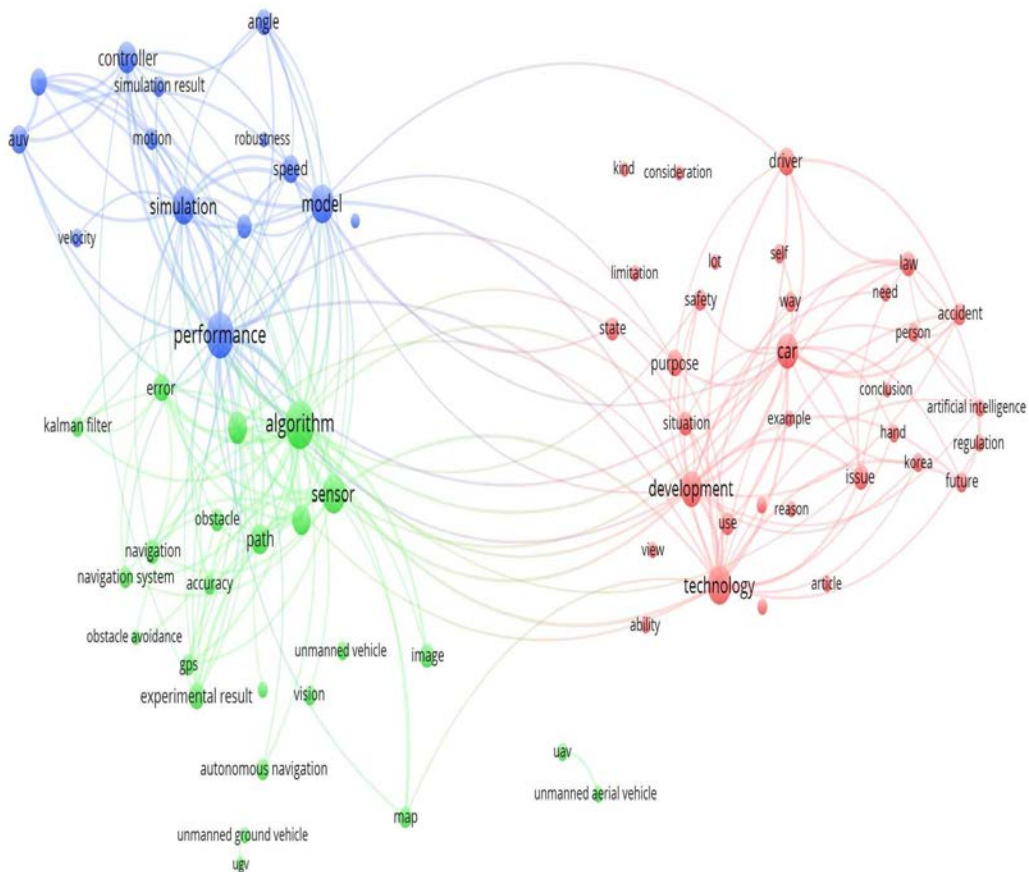 angle
controller
simulation result
auv
motion
robustness
speed
simulation
model
velocity
performance
error
kalman filter
algorithm
sensor
obstacle
path
navigation
navigation system
accuracy
obstacle avoidance
gps
unmanned vehicle
image
experimental result
vision
autonomous navigation
map
unmanned ground vehicle
ugv
uav
unmanned aerial vehicle
kind
consideration
driver
limitation
lot
self
law
safety
way
need
accident
state
person
purpose
car
conclusion
artificial intelligence
situation
example
hand
regulation
korea
development
issue
future
use
reason
view
technology
article
ability